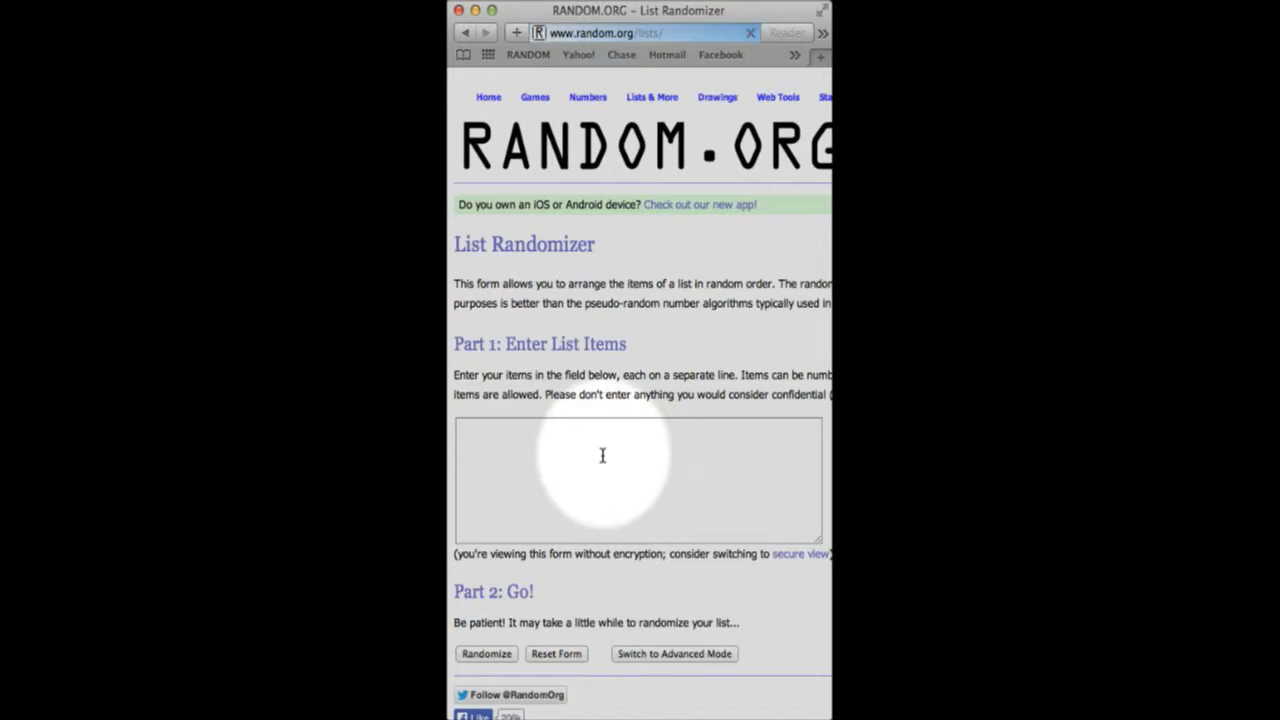 RANDOM.ORG – List Randomizer
www.random.org/lists/
Reader
RANDOM Yahoo! Chase Hotmail Facebook
Home Games Numbers Lists & More Drawings Web Tools Sta
RANDOM.ORG
Do you own an iOS or Android device? Check out our new app!
List Randomizer
This form allows you to arrange the items of a list in random order. The random
purposes is better than the pseudo-random number algorithms typically used in
Part 1: Enter List Items
Enter your items in the field below, each on a separate line. Items can be numb
items are allowed. Please don't enter anything you would consider confidential (
(you're viewing this form without encryption; consider switching to secure view)
Part 2: Go!
Be patient! It may take a little while to randomize your list...
Randomize Reset Form Switch to Advanced Mode
Follow @RandomOrg
Like